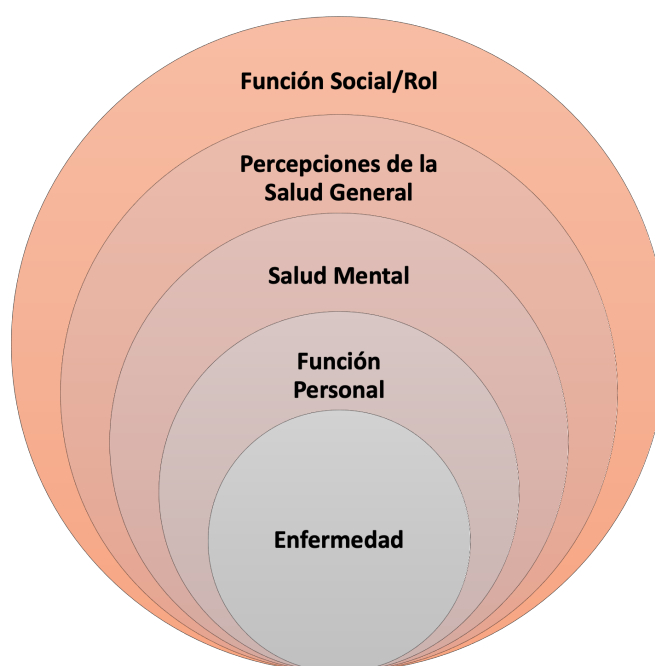 Función Social/Rol
Percepciones de la
Salud General
Salud Mental
Función
Personal
Enfermedad